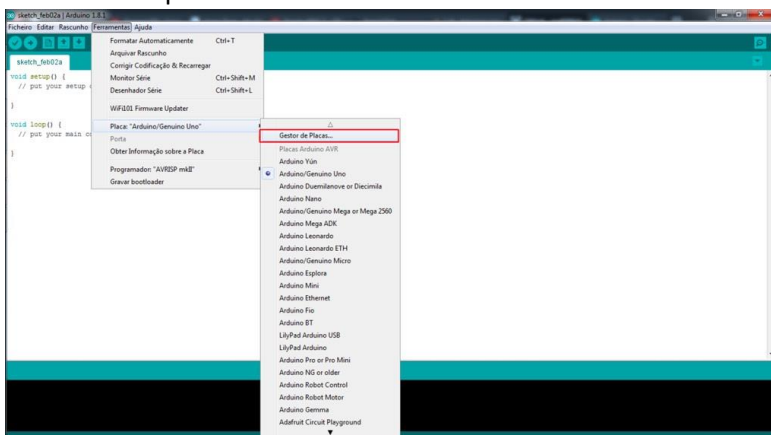 sketch_feb02a | Arduino 1.8.1
Ficheiro Editar Rascunho Ferramentas Ajuda
sketch_feb02a
void setup() {
// put your setup
}
void loop() {
// put your main
}
Formatar Automaticamente Ctrl+T
Arquivar Rascunho
Corrigir Codificação & Recarregar
Monitor Série Ctrl+Shift+M
Desenhador Série Ctrl+Shift+L
WiFi101 Firmware Updater
Placa: "Arduino/Genuino Uno"
Porta
Obter Informação sobre a Placa
Programador: "AVRISP mkII"
Gravar bootloader
Gestor de Placas...
Placas Arduino AVR
Arduino Yún
Arduino/Genuino Uno
Arduino Duemilanove or Diecimila
Arduino Nano
Arduino/Genuino Mega or Mega 2560
Arduino Mega ADK
Arduino Leonardo
Arduino Leonardo ETH
Arduino/Genuino Micro
Arduino Esplora
Arduino Mini
Arduino Ethernet
Arduino Fio
Arduino BT
LilyPad Arduino USB
LilyPad Arduino
Arduino Pro or Pro Mini
Arduino NG or older
Arduino Robot Control
Arduino Robot Motor
Arduino Gemma
Adafruit Circuit Playground